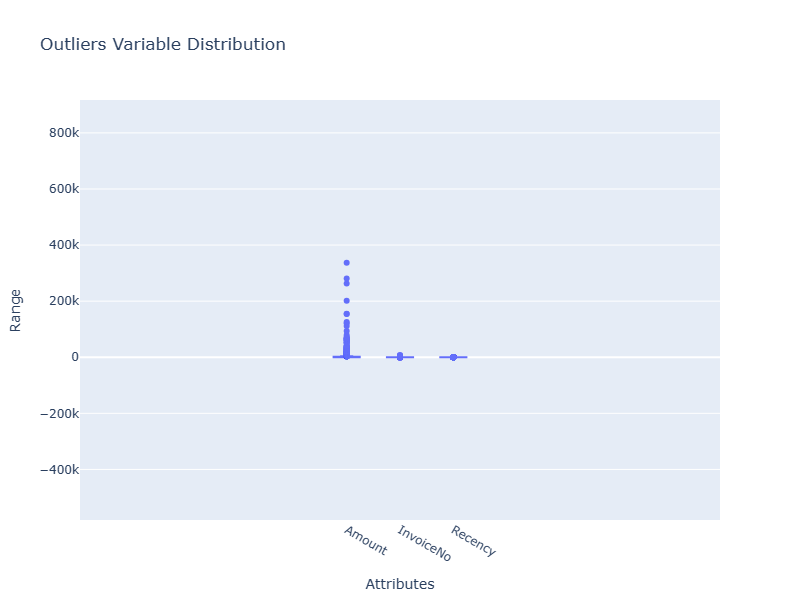 Outliers Variable Distribution
800k
600k
400k
200k
0
−200k
−400k
Range
Amount
InvoiceNo
Recency
Attributes